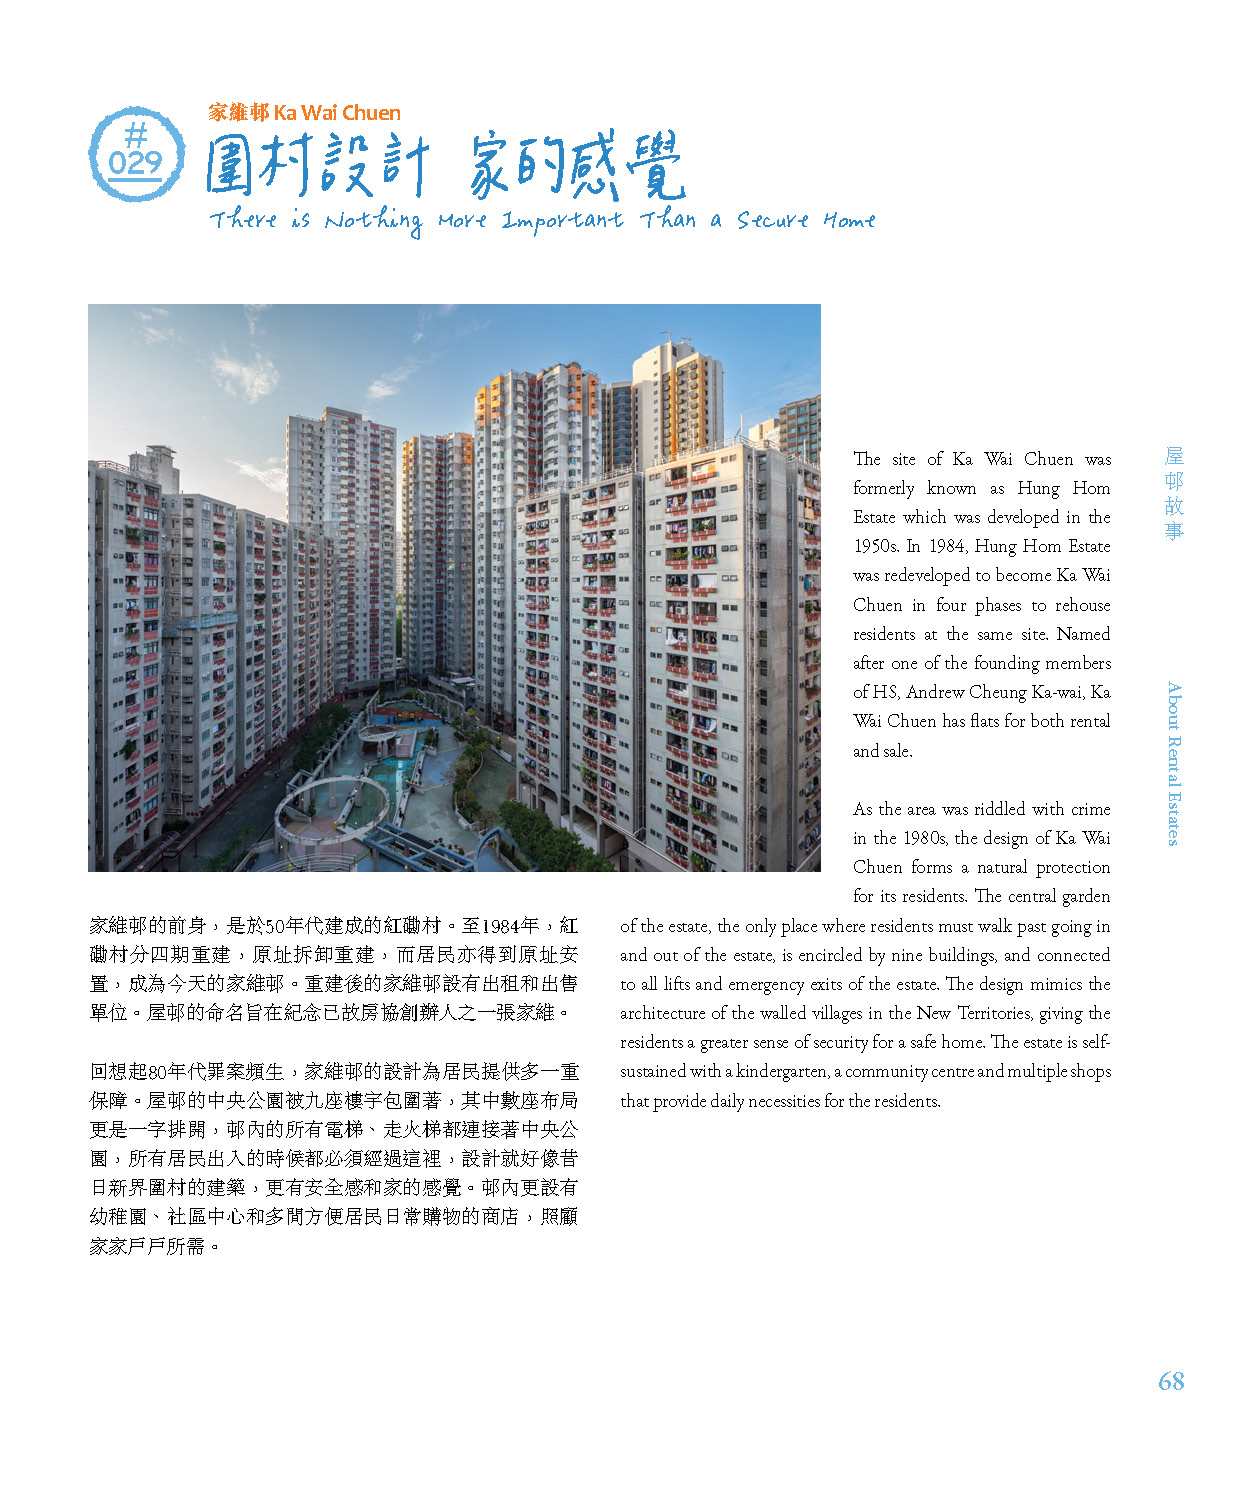 #
029
家維邨 Ka Wai Chuen
圍村設計 家的感覺
There is Nothing More Important Than a Secure Home
The site of Ka Wai Chuen was
formerly known as Hung Hom
Estate which was developed in the
1950s. In 1984, Hung Hom Estate
was redeveloped to become Ka Wai
Chuen in four phases to rehouse
residents at the same site. Named
after one of the founding members
of HS, Andrew Cheung Ka-wai, Ka
Wai Chuen has flats for both rental
and sale.
As the area was riddled with crime
in the 1980s, the design of Ka Wai
Chuen forms a natural protection
for its residents. The central garden
of the estate, the only place where residents must walk past going in
and out of the estate, is encircled by nine buildings, and connected
to all lifts and emergency exits of the estate. The design mimics the
architecture of the walled villages in the New Territories, giving the
residents a greater sense of security for a safe home. The estate is self-
sustained with a kindergarten, a community centre and multiple shops
that provide daily necessities for the residents.
家維邨的前身，是於50年代建成的紅磡村。至1984年，紅
磡村分四期重建，原址拆卸重建，而居民亦得到原址安
置，成為今天的家維邨。重建後的家維邨設有出租和出售
單位。屋邨的命名旨在紀念已故房協創辦人之一張家維。
回想起80年代罪案頻生，家維邨的設計為居民提供多一重
保障。屋邨的中央公園被九座樓宇包圍著，其中數座布局
更是一字排開，邨內的所有電梯、走火梯都連接著中央公
園，所有居民出入的時候都必須經過這裡，設計就好像昔
日新界圍村的建築，更有安全感和家的感覺。邨內更設有
幼稚園、社區中心和多間方便居民日常購物的商店，照顧
家家戶戶所需。
屋邨故事
About Rental Estates
68